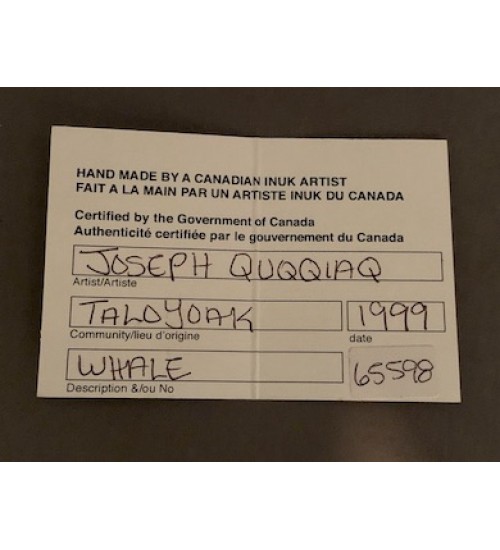 HAND MADE BY A CANADIAN INUK ARTIST
FAIT A LA MAIN PAR UN ARTISTE INUK DU CANADA
Certified by the Government of Canada
Authenticité certifiée par le gouvernement du Canada
JOSEPH QUQQIAQ
Artist/Artiste
TALOYOAK 1999
Community/lieu d'origine date
WHALE 65598
Description &/ou No